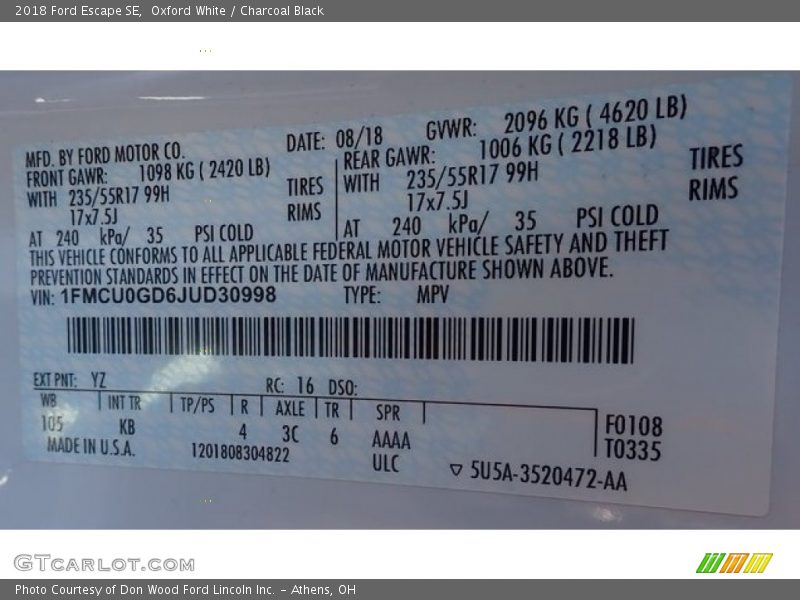 2018 Ford Escape SE, Oxford White / Charcoal Black
MFD. BY FORD MOTOR CO. DATE: 08/18 GVWR: 2096 KG ( 4620 LB)
FRONT GAWR: 1098 KG ( 2420 LB) REAR GAWR: 1006 KG ( 2218 LB)
WITH 235/55R17 99H TIRES WITH 235/55R17 99H TIRES
17x7.5J RIMS 17x7.5J RIMS
AT 240 kPa/ 35 PSI COLD AT 240 kPa/ 35 PSI COLD
THIS VEHICLE CONFORMS TO ALL APPLICABLE FEDERAL MOTOR VEHICLE SAFETY AND THEFT
PREVENTION STANDARDS IN EFFECT ON THE DATE OF MANUFACTURE SHOWN ABOVE.
VIN: 1FMCU0GD6JUD30998 TYPE: MPV
EXT PNT: YZ RC: 16 DSO:
WB INT TR TP/PS R AXLE TR SPR F0108
105 KB 4 3C 6 AAAA T0335
MADE IN U.S.A. 1201808304822 ULC 5U5A-3520472-AA
GTCARLOT.COM
Photo Courtesy of Don Wood Ford Lincoln Inc. - Athens, OH